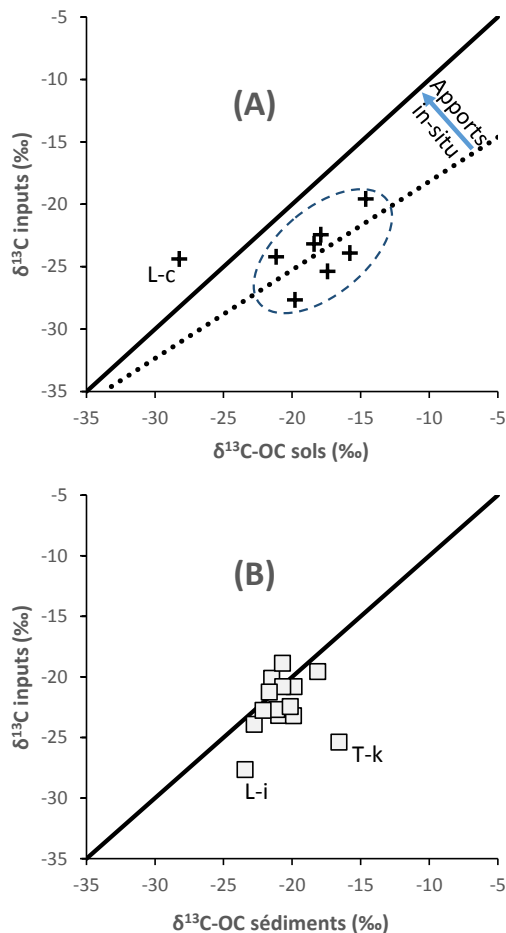 -5
-10
-15
-20
-25
-30
-35
δ¹³C inputs (‰)
(A)
Apports
in-situ
L-c
-35 -30 -25 -20 -15 -10 -5
δ¹³C-OC sols (‰)
-5
-10
-15
-20
-25
-30
-35
δ¹³C inputs (‰)
(B)
T-k
L-i
-35 -30 -25 -20 -15 -10 -5
δ¹³C-OC sédiments (‰)